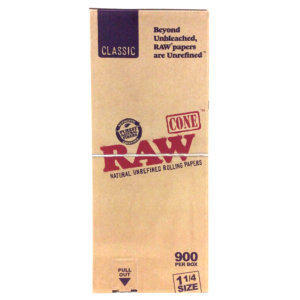 CLASSIC
Beyond
Unbleached,
RAW papers
are Unrefined™
CONE
RAW
NATURAL UNREFINED ROLLING PAPERS
900
PER BOX
PULL
OUT
1 1/4
SIZE